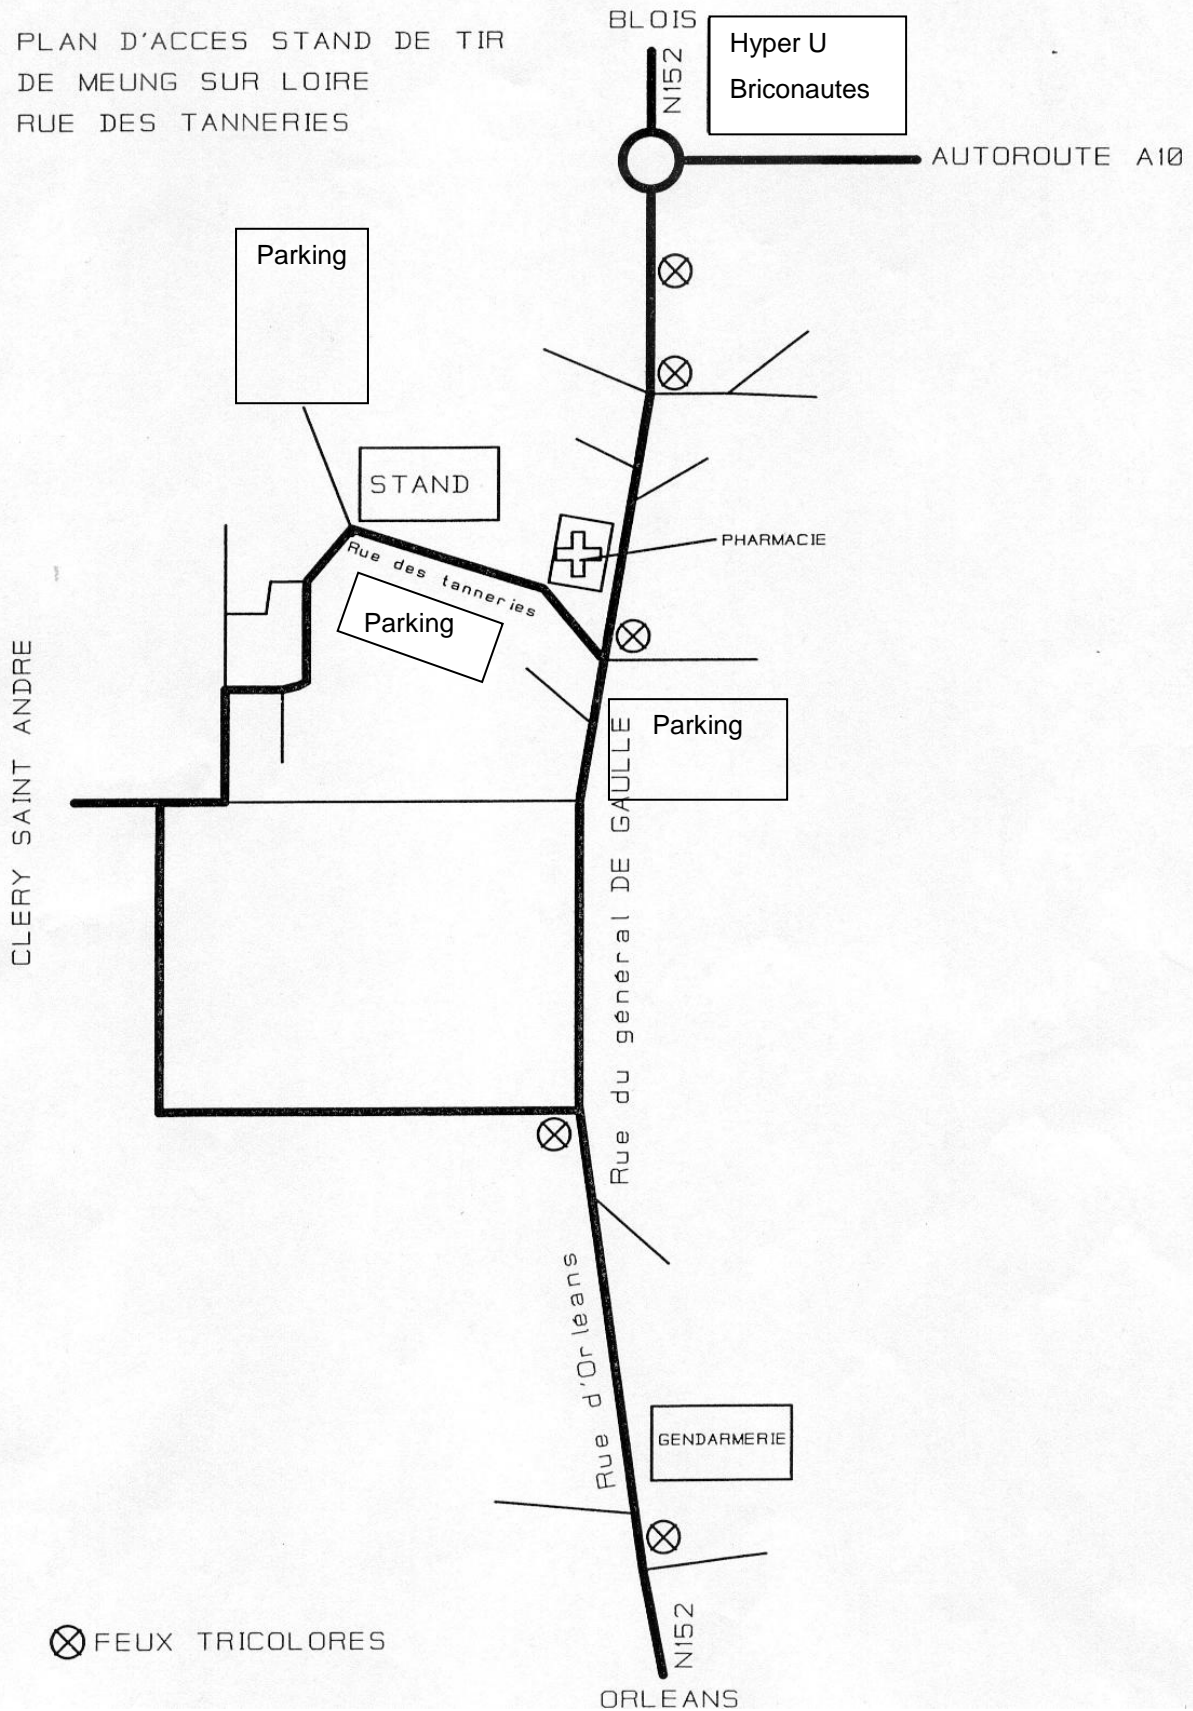 PLAN D'ACCES STAND DE TIR
DE MEUNG SUR LOIRE
RUE DES TANNERIES
BLOIS
N152
Hyper U
Briconautes
AUTOROUTE A10
Parking
STAND
PHARMACIE
Rue des tanneries
Parking
Parking
CLERY SAINT ANDRE
Rue du général DE GAULLE
Rue d'Orléans
GENDARMERIE
FEUX TRICOLORES
N152
ORLEANS